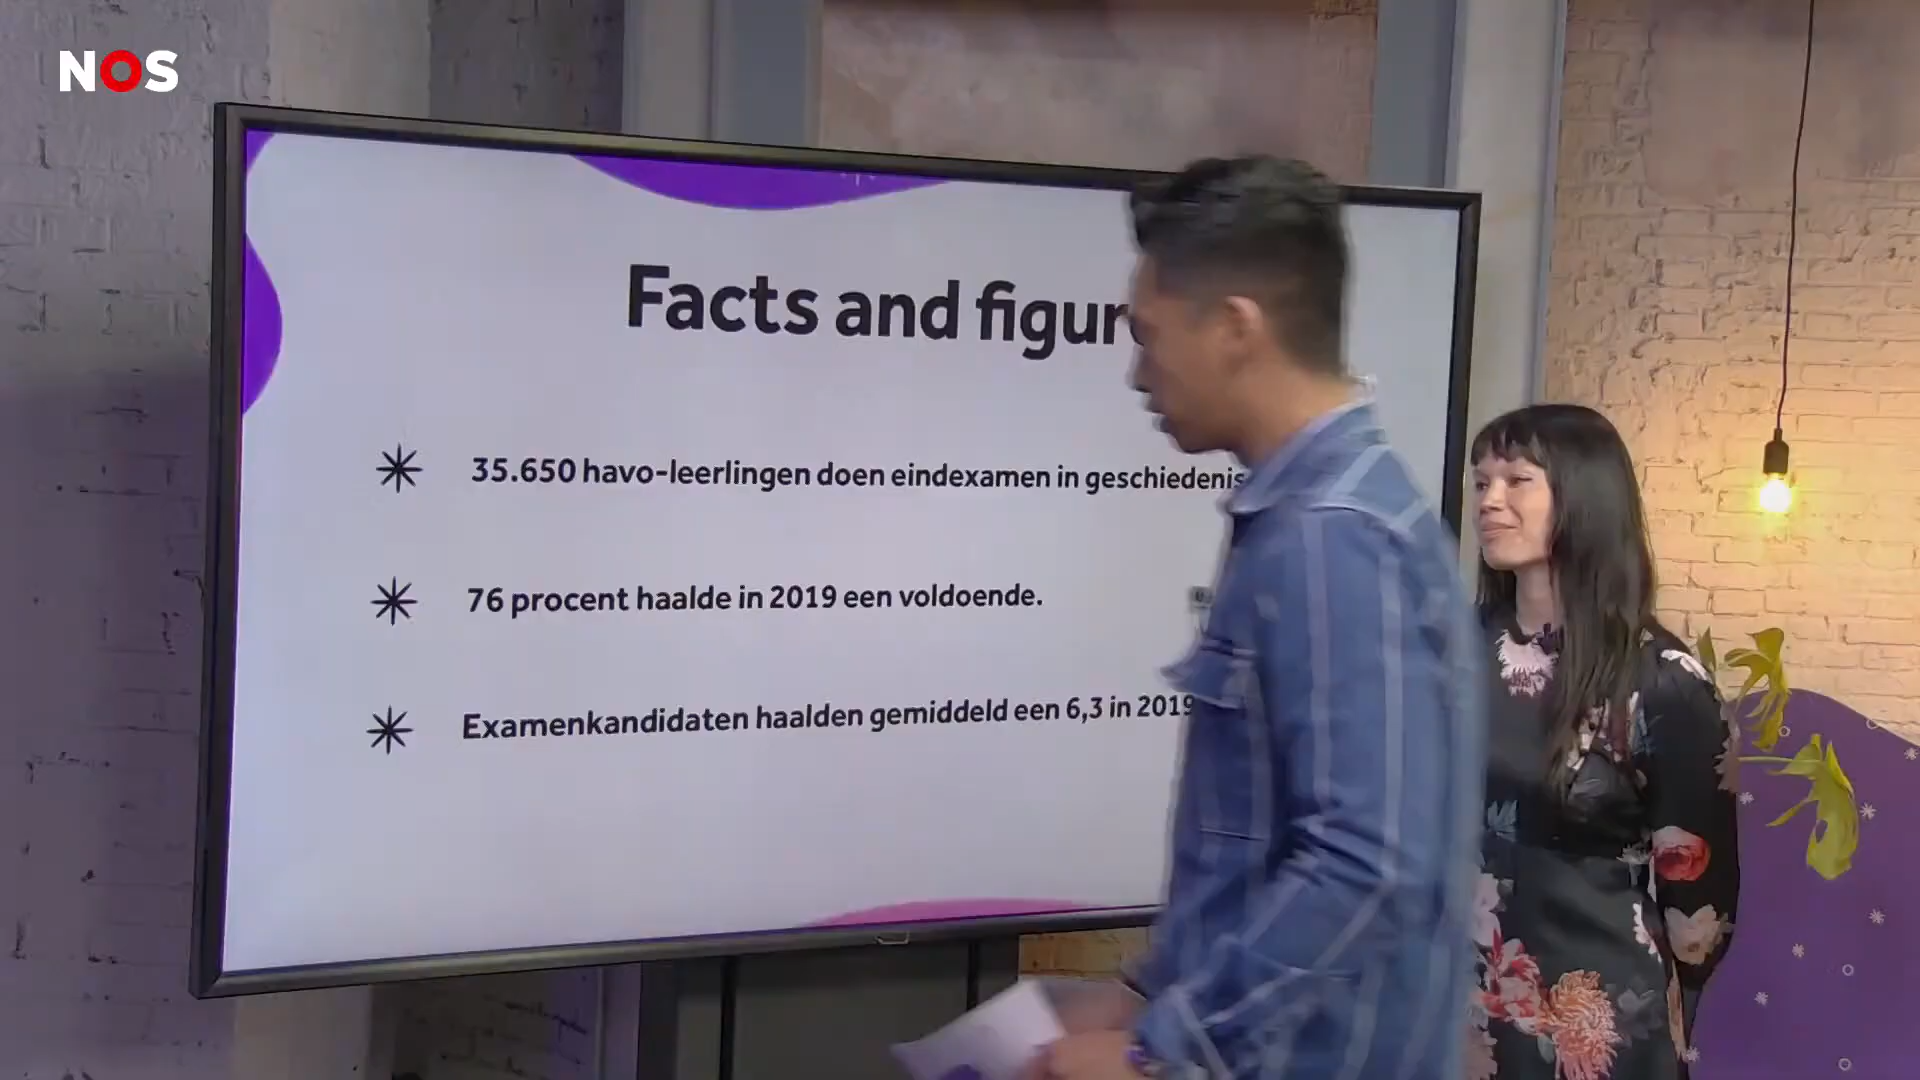 NOS
Facts and figur
35.650 havo-leerlingen doen eindexamen in geschiedenis
76 procent haalde in 2019 een voldoende.
Examenkandidaten haalden gemiddeld een 6,3 in 2019